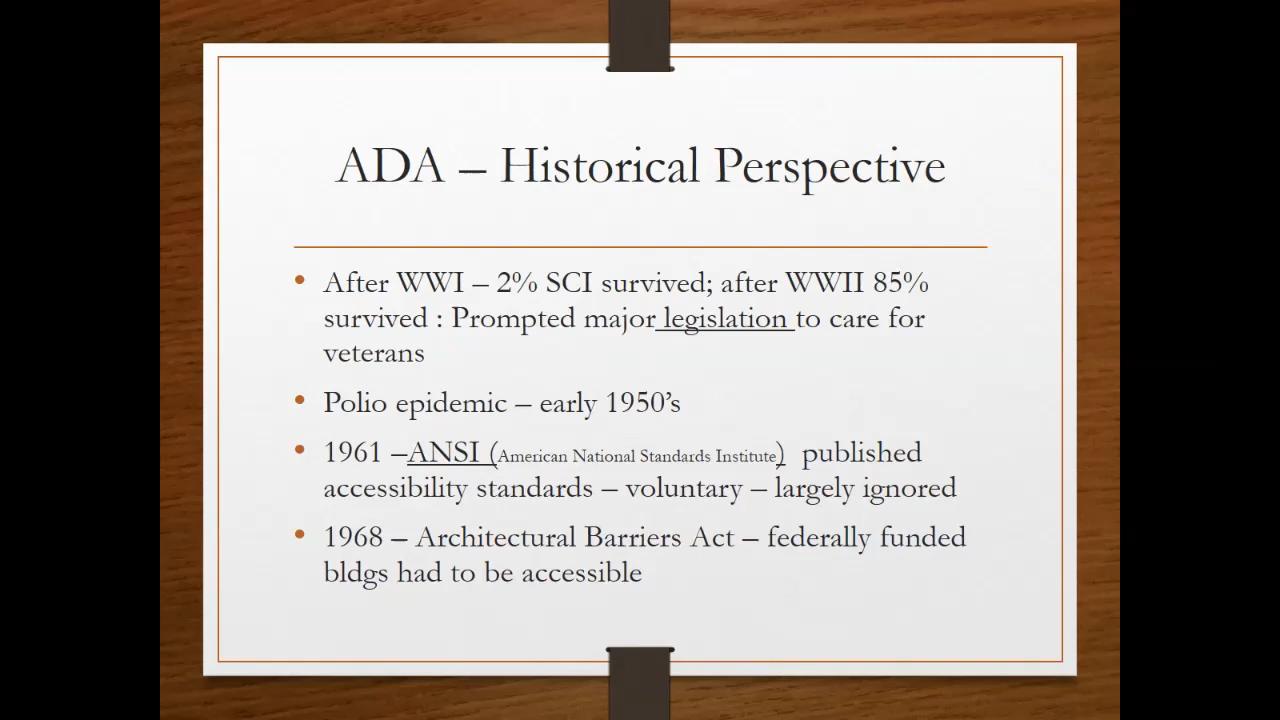 ADA – Historical Perspective
• After WWI – 2% SCI survived; after WWII 85%
survived : Prompted major legislation to care for
veterans
• Polio epidemic – early 1950’s
• 1961 –ANSI (American National Standards Institute) published
accessibility standards – voluntary – largely ignored
• 1968 – Architectural Barriers Act – federally funded
bldgs had to be accessible